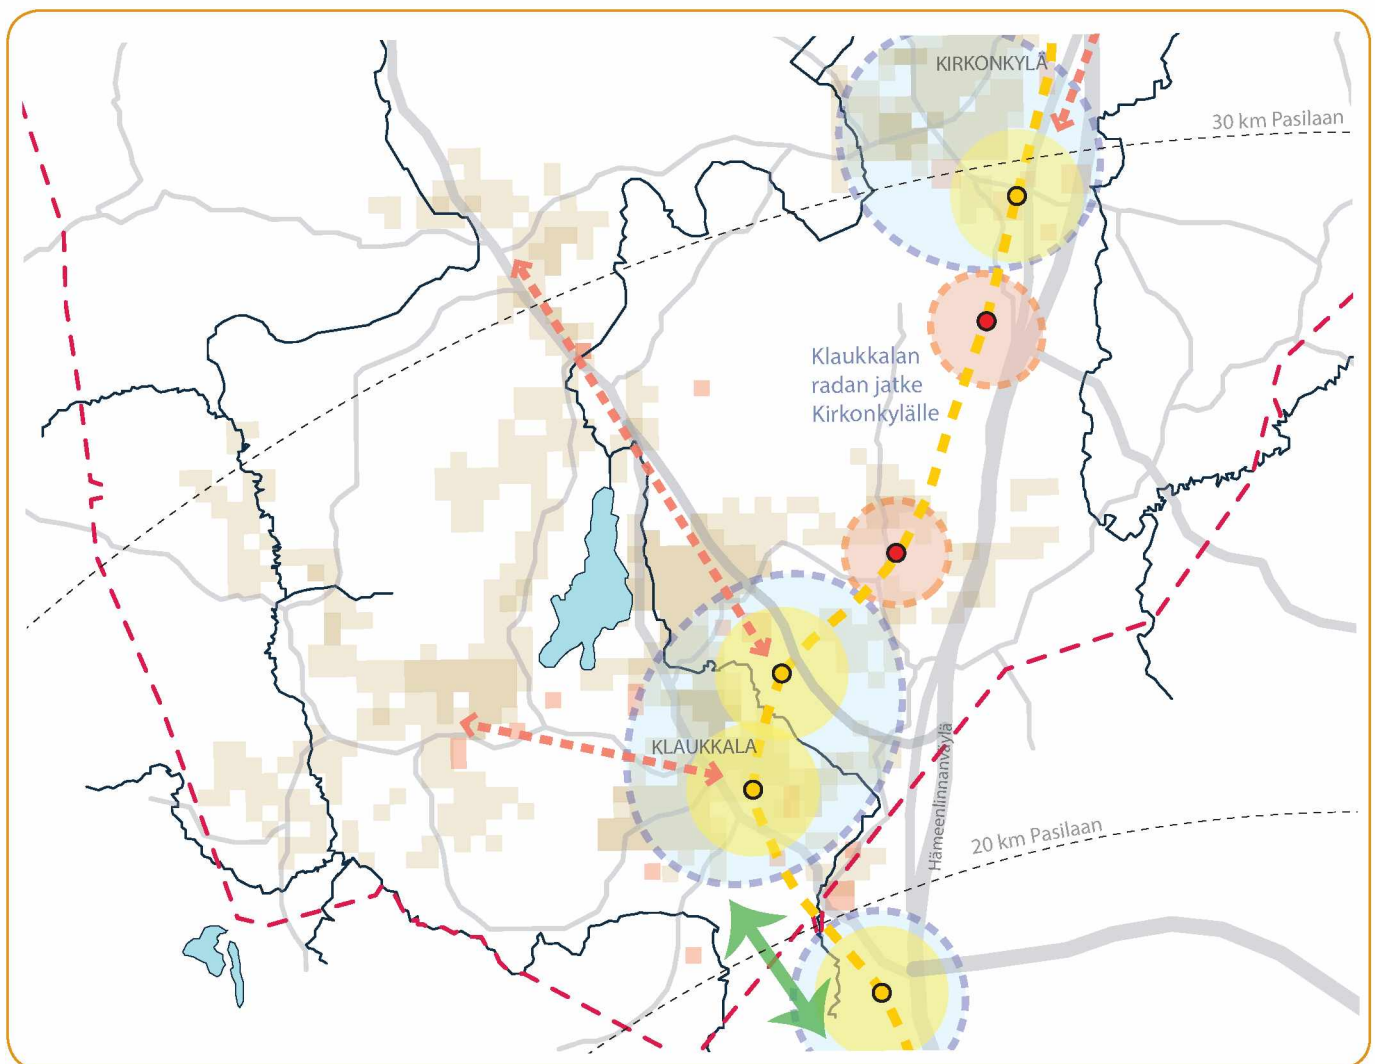 KIRKONKYLÄ
30 km Pasilaan
Klaukkalan
radan jatke
Kirkonkylälle
KLAUKKALA
Hämeenlinnanväylä
20 km Pasilaan